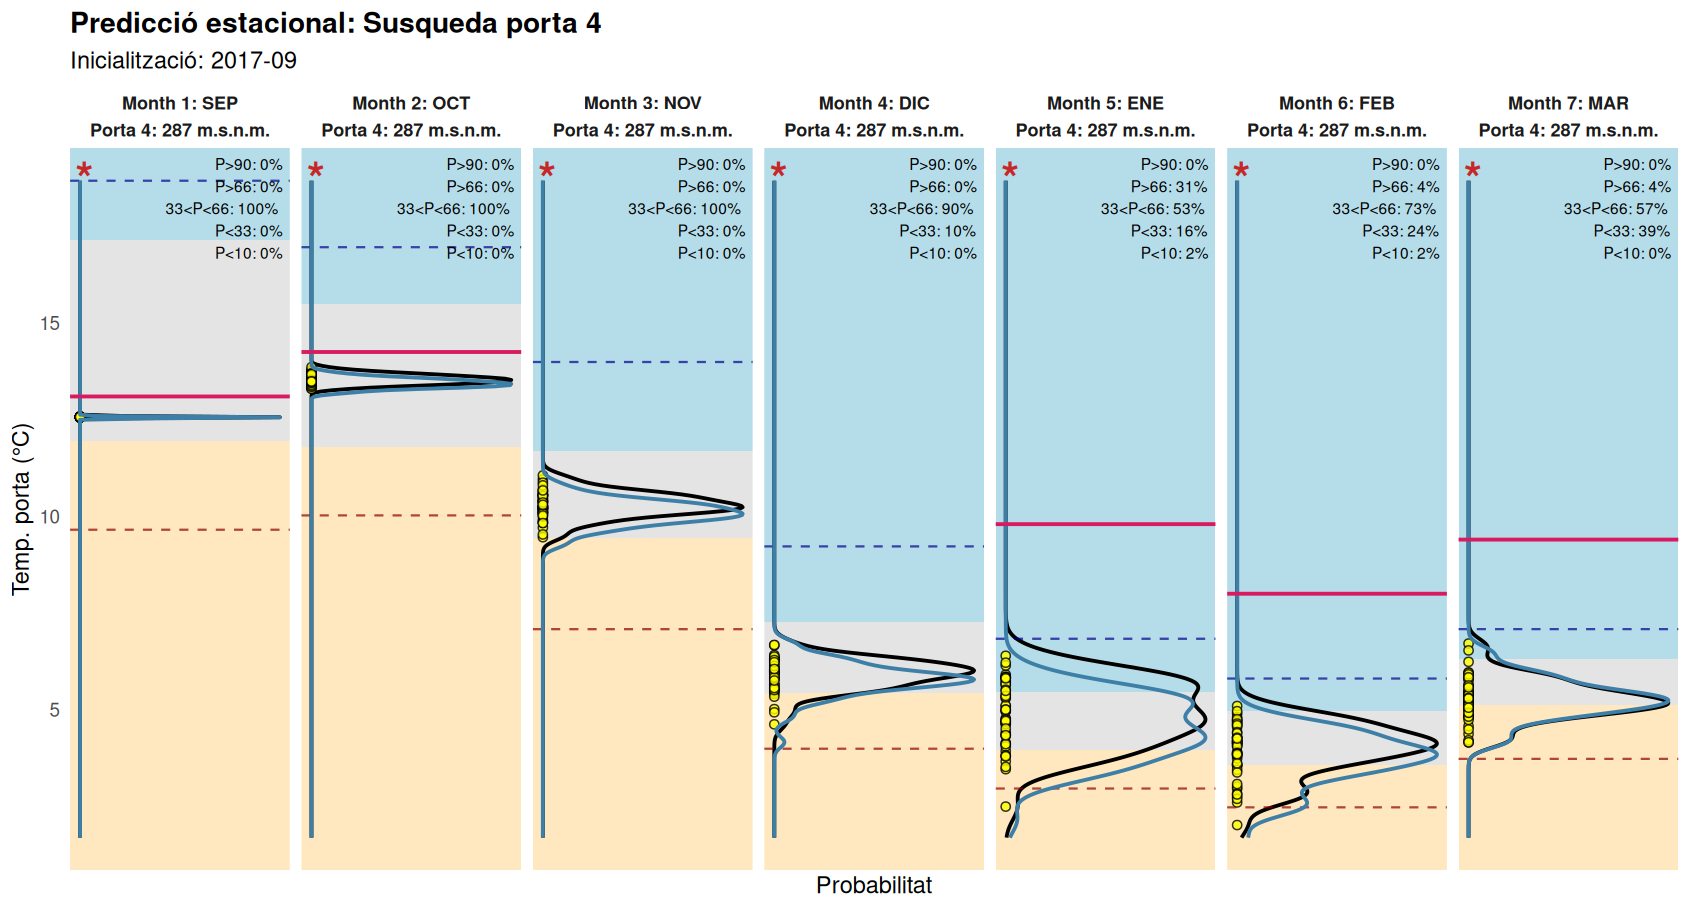 Predicció estacional: Susqueda porta 4
Inicialització: 2017-09
Month 1: SEP
Porta 4: 287 m.s.n.m.
Month 2: OCT
Porta 4: 287 m.s.n.m.
Month 3: NOV
Porta 4: 287 m.s.n.m.
Month 4: DIC
Porta 4: 287 m.s.n.m.
Month 5: ENE
Porta 4: 287 m.s.n.m.
Month 6: FEB
Porta 4: 287 m.s.n.m.
Month 7: MAR
Porta 4: 287 m.s.n.m.
*
P>90: 0%
P>66: 0%
33<P<66: 100%
P<33: 0%
P<10: 0%
*
P>90: 0%
P>66: 0%
33<P<66: 100%
P<33: 0%
P<10: 0%
*
P>90: 0%
P>66: 0%
33<P<66: 100%
P<33: 0%
P<10: 0%
*
P>90: 0%
P>66: 0%
33<P<66: 90%
P<33: 10%
P<10: 0%
*
P>90: 0%
P>66: 31%
33<P<66: 53%
P<33: 16%
P<10: 2%
*
P>90: 0%
P>66: 4%
33<P<66: 73%
P<33: 24%
P<10: 2%
*
P>90: 0%
P>66: 4%
33<P<66: 57%
P<33: 39%
P<10: 0%
15
10
5
Temp. porta (°C)
Probabilitat